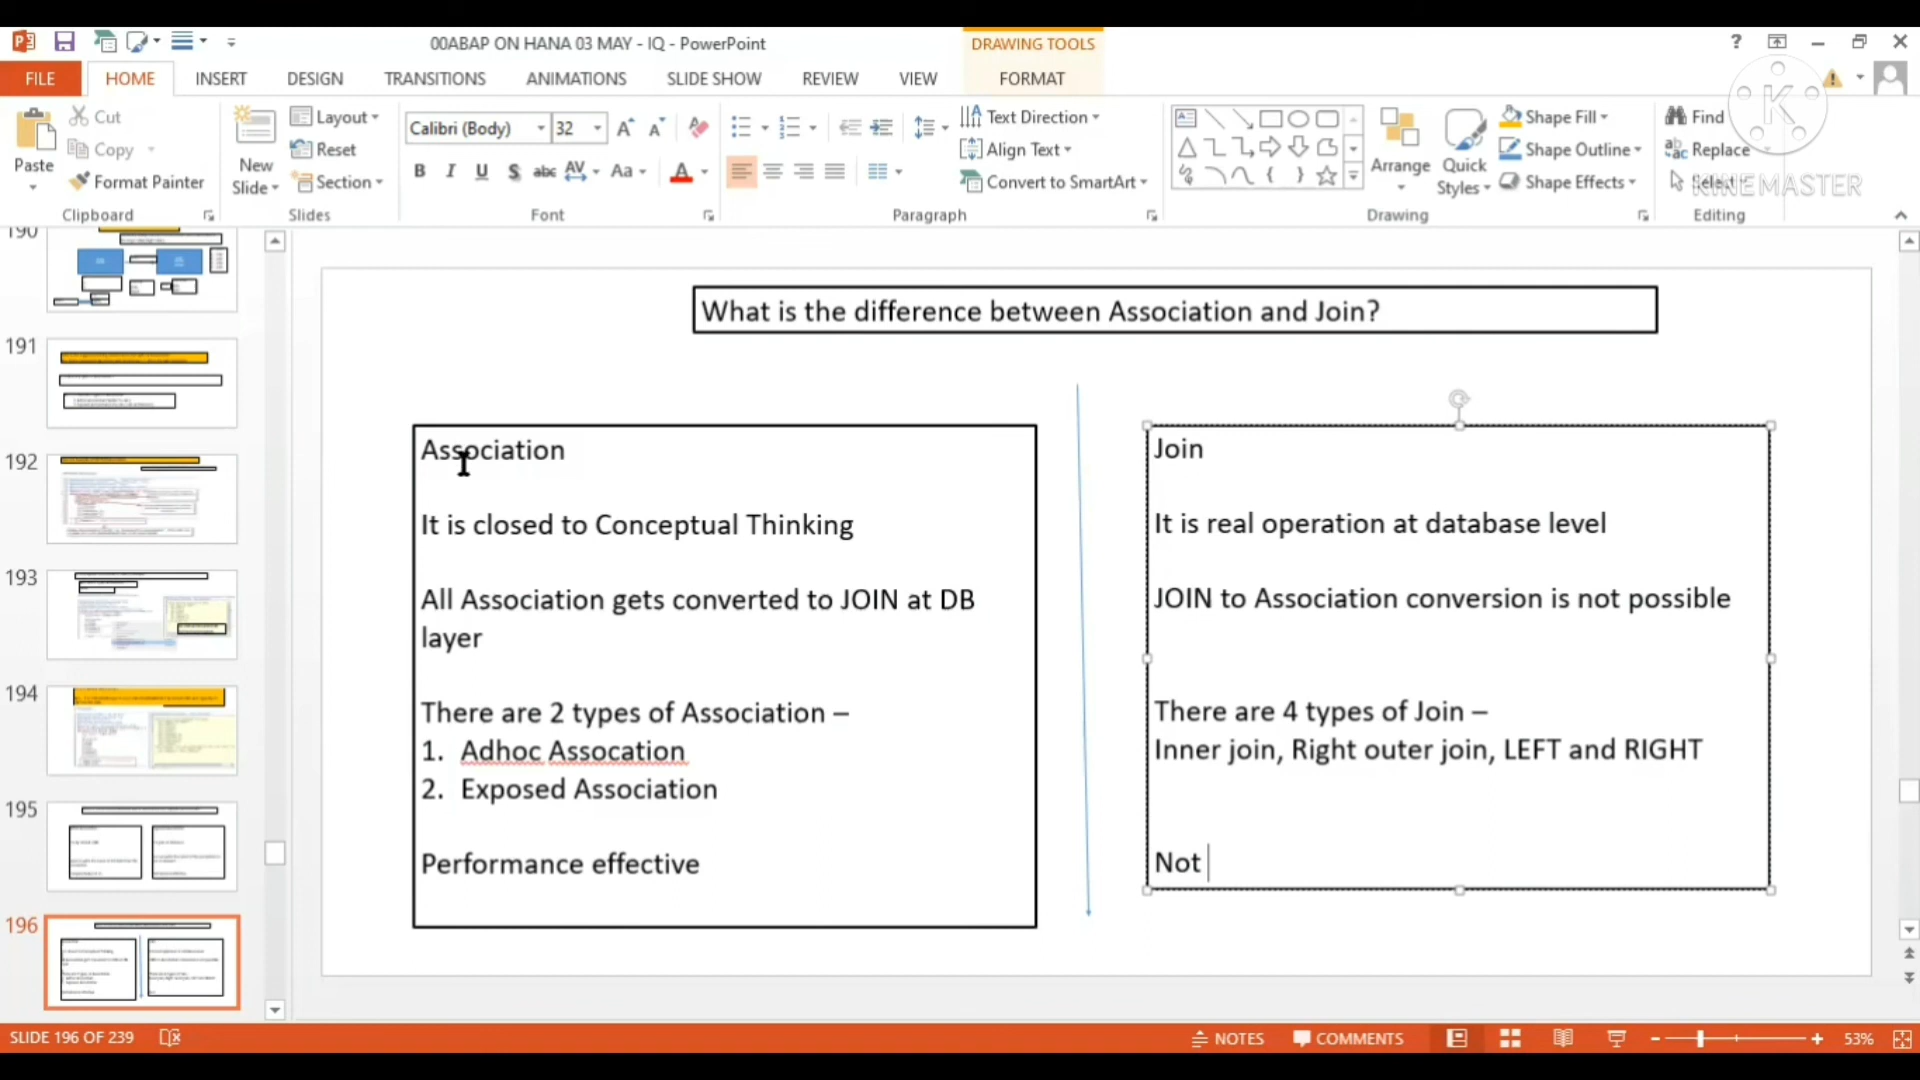 00ABAP ON HANA 03 MAY - IQ - PowerPoint
DRAWING TOOLS
?
FILE
HOME
INSERT
DESIGN
TRANSITIONS
ANIMATIONS
SLIDE SHOW
REVIEW
VIEW
FORMAT
Paste
Cut
Copy
Format Painter
Clipboard
New
Slide
Layout
Reset
Section
Slides
Calibri (Body)
32
B I U S abc AV Aa A
Font
Text Direction
Align Text
Convert to SmartArt
Paragraph
Arrange
Quick
Styles
Shape Fill
Shape Outline
Shape Effects
Drawing
Find
Replace
Select
Editing
K
KINEMASTER
190
191
192
193
194
195
196
What is the difference between Association and Join?
Association
It is closed to Conceptual Thinking
All Association gets converted to JOIN at DB
layer
There are 2 types of Association –
1. Adhoc Assocation
2. Exposed Association
Performance effective
Join
It is real operation at database level
JOIN to Association conversion is not possible
There are 4 types of Join –
Inner join, Right outer join, LEFT and RIGHT
Not
SLIDE 196 OF 239
NOTES
COMMENTS
53%